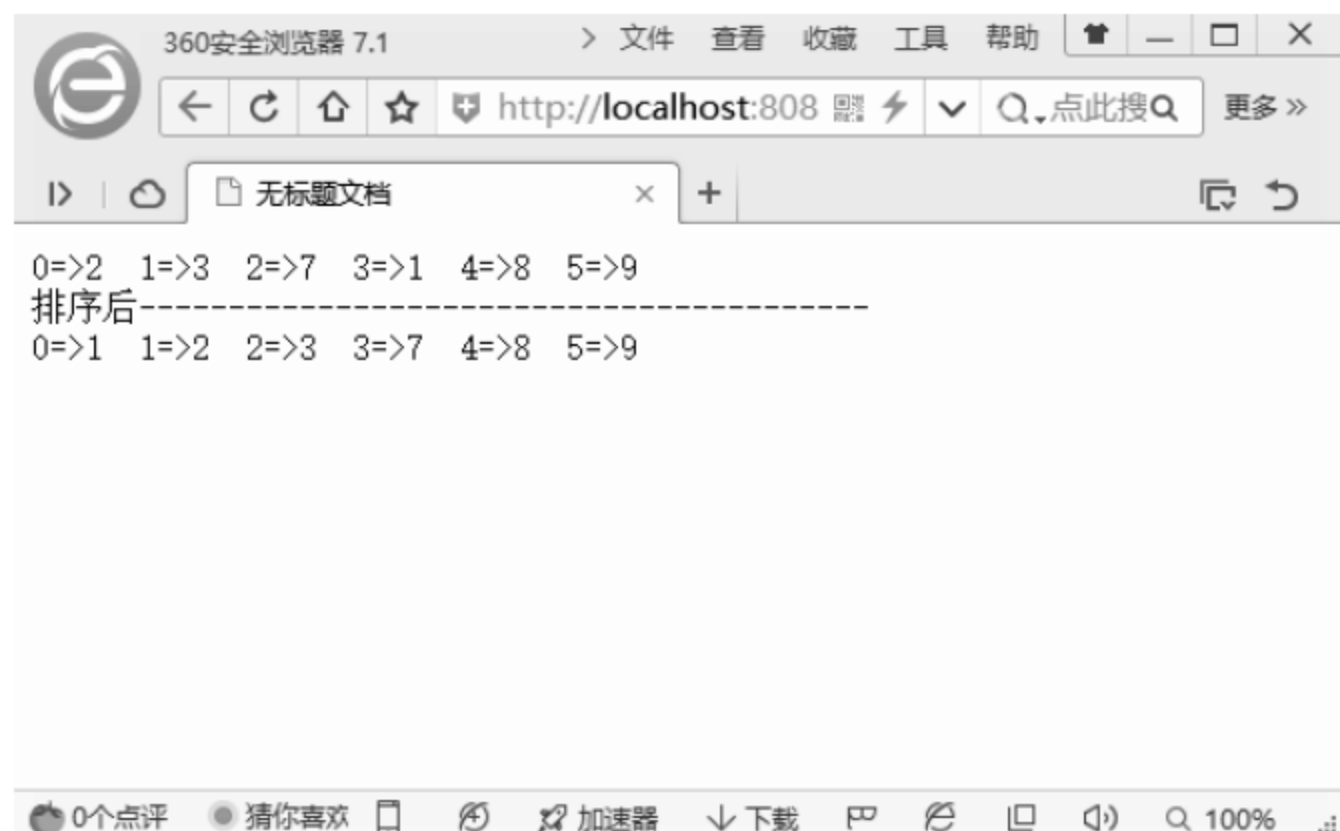 360安全浏览器 7.1 > 文件 查看 收藏 工具 帮助
http://localhost:808 点此搜 更多 »
无标题文档
0=>2 1=>3 2=>7 3=>1 4=>8 5=>9
排序后-----------------------------------------
0=>1 1=>2 2=>3 3=>7 4=>8 5=>9
0个点评 猜你喜欢 加速器 下载 100%